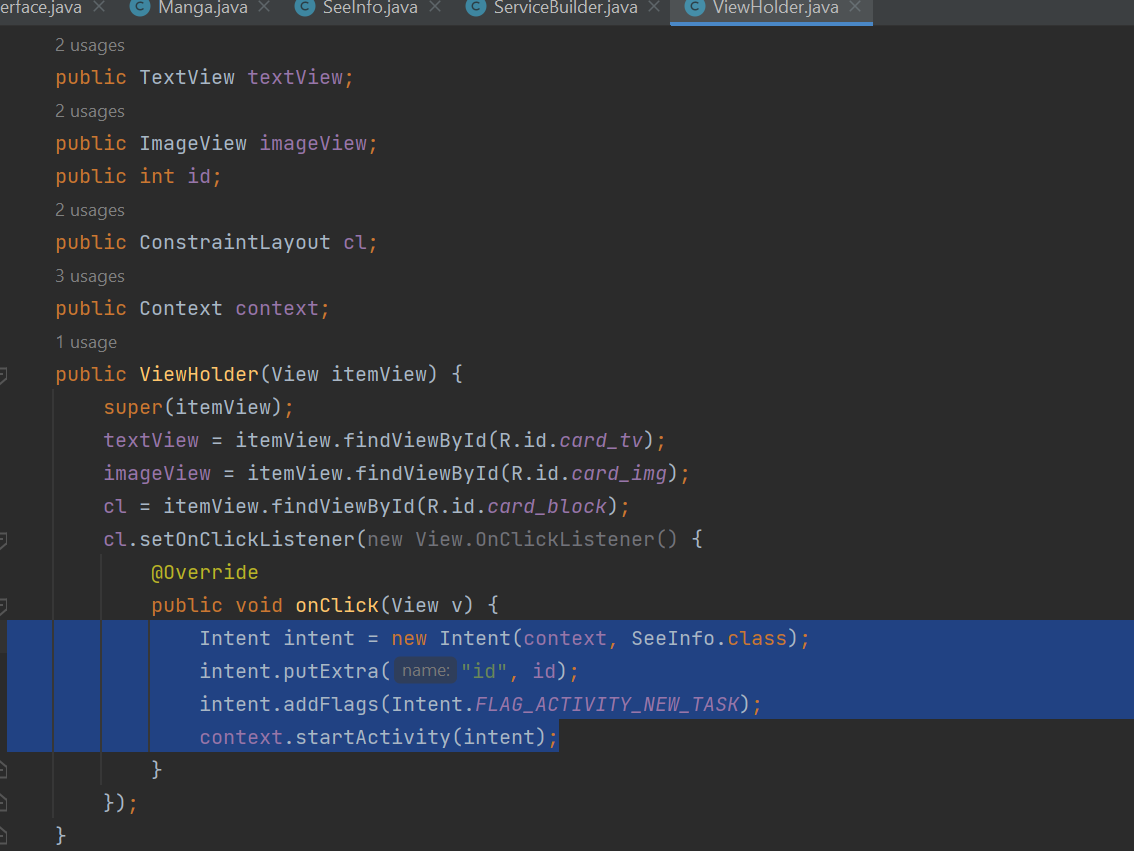 erface.java Manga.java SeeInfo.java ServiceBuilder.java ViewHolder.java
2 usages
public TextView textView;
2 usages
public ImageView imageView;
public int id;
2 usages
public ConstraintLayout cl;
3 usages
public Context context;
1 usage
public ViewHolder(View itemView) {
super(itemView);
textView = itemView.findViewById(R.id.card_tv);
imageView = itemView.findViewById(R.id.card_img);
cl = itemView.findViewById(R.id.card_block);
cl.setOnClickListener(new View.OnClickListener() {
@Override
public void onClick(View v) {
Intent intent = new Intent(context, SeeInfo.class);
intent.putExtra( name: "id", id);
intent.addFlags(Intent.FLAG_ACTIVITY_NEW_TASK);
context.startActivity(intent);
}
});
}